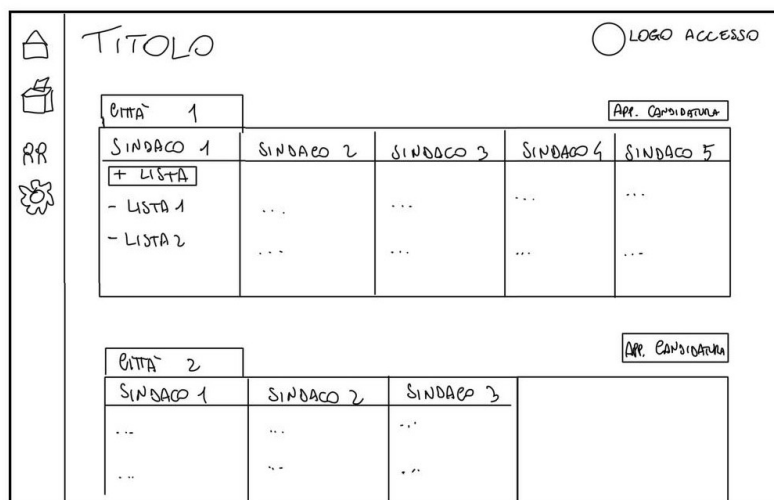 TITOLO
LOGO ACCESSO
CITTÀ 1
APP. CANDIDATURA
SINDACO 1
SINDACO 2
SINDACO 3
SINDACO 4
SINDACO 5
+ LISTA
- LISTA 1
- LISTA 2
...
...
...
...
...
...
...
...
RR
CITTÀ 2
APP. CANDIDATURA
SINDACO 1
SINDACO 2
SINDACO 3
...
...
...
...
...
...